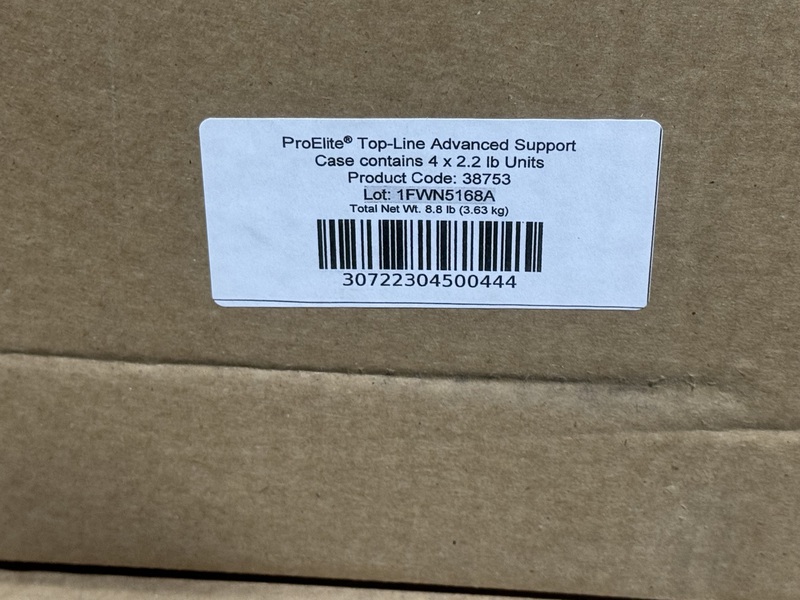 ProElite® Top-Line Advanced Support
Case contains 4 x 2.2 lb Units
Product Code: 38753
Lot: 1FWN5168A
Total Net Wt. 8.8 lb (3.63 kg)
30722304500444